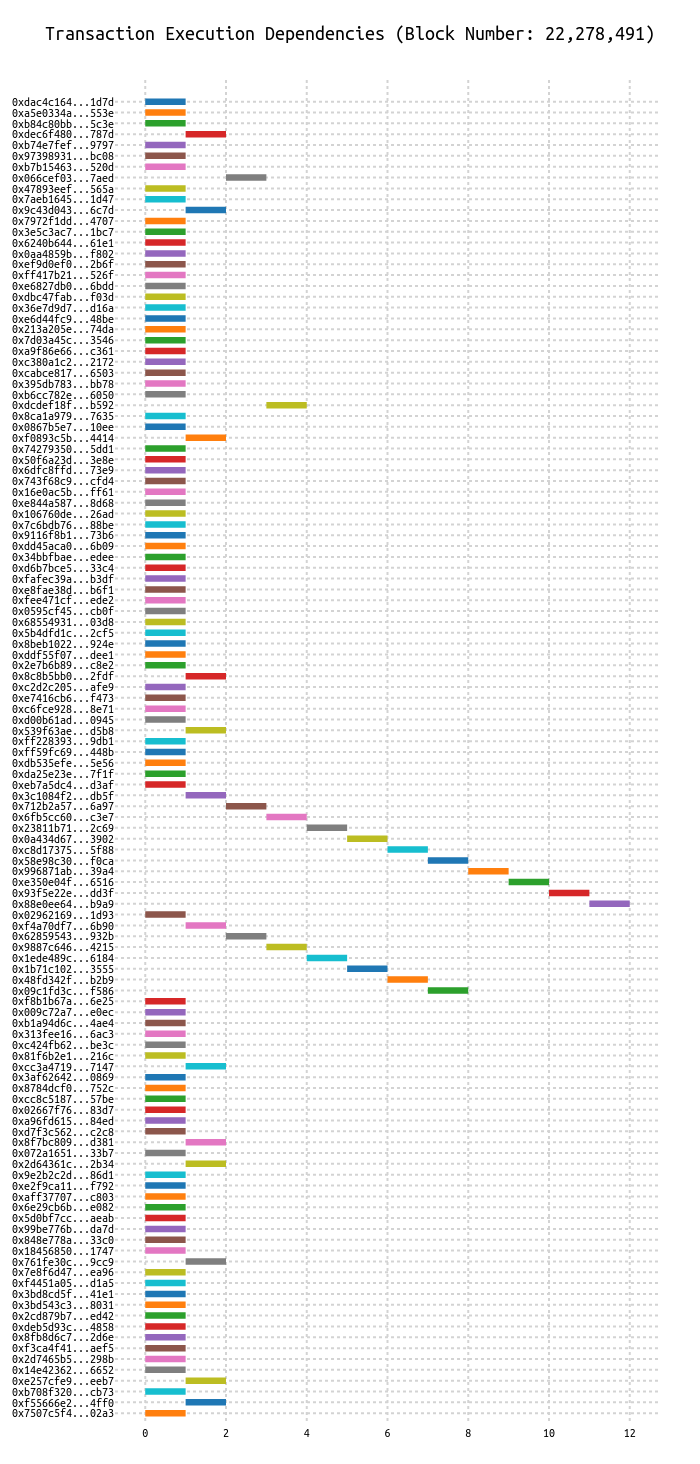 Transaction Execution Dependencies (Block Number: 22,278,491)
0xdac4c164...1d7d
0xa5e0334a...553e
0xb84c80bb...5c3e
0xdec6f480...787d
0xb74e7fef...9797
0x97398931...bc08
0xb7b15463...520d
0x066cef03...7aed
0x47893eef...565a
0x7aeb1645...1d47
0x9c43d043...6c7d
0x7972f1dd...4707
0x3e5c3ac7...1bc7
0x6240b644...61e1
0x0aa4859b...f802
0xef9d0ef0...2b6f
0xff417b21...526f
0xe6827db0...6bdd
0xdbc47fab...f03d
0x36e7d9d7...d16a
0xe6d44fc9...48be
0x213a205e...74da
0x7d03a45c...3546
0xa9f86e66...c361
0xc380a1c2...2172
0xcabce817...6503
0x395db783...bb78
0xb6cc782e...6050
0xdcdef18f...b592
0x8ca1a979...7635
0x0867b5e7...10ee
0xf0893c5b...4414
0x74279350...5dd1
0x50f6a23d...3e8e
0x6dfc8ffd...73e9
0x743f68c9...cfd4
0x16e0ac5b...ff61
0xe844a587...8d68
0x106760de...26ad
0x7c6bdb76...88be
0x9116f8b1...73b6
0xdd45aca0...6b09
0x34bbfbae...edee
0xd6b7bce5...33c4
0xfafec39a...b3df
0xe8fae38d...b6f1
0xfee471cf...ede2
0x0595cf45...cb0f
0x68554931...03d8
0x5b4dfd1c...2cf5
0x8beb1022...924e
0xddf55f07...dee1
0x2e7b6b89...c8e2
0x8c8b5bb0...2fdf
0xc2d2c205...afe9
0xe7416cb6...f473
0xc6fce928...8e71
0xd00b61ad...0945
0x539f63ae...d5b8
0xff228393...9db1
0xff59fc69...448b
0xdb535efe...5e56
0xda25e23e...7f1f
0xeb7a5dc4...d3af
0x3c1084f2...db5f
0x712b2a57...6a97
0x6fb5cc60...c3e7
0x23811b71...2c69
0x0a434d67...3902
0xc8d17375...5f88
0x58e98c30...f0ca
0x996871ab...39a4
0xe350e04f...6516
0x93f5e22e...dd3f
0x88e0ee64...b9a9
0x02962169...1d93
0xf4a70df7...6b90
0x62859543...932b
0x9887c646...4215
0x1ede489c...6184
0x1b71c102...3555
0x48fd342f...b2b9
0x09c1fd3c...f586
0xf8b1b67a...6e25
0x009c72a7...e0ec
0xb1a94d6c...4ae4
0x313fee16...6ac3
0xc424fb62...be3c
0x81f6b2e1...216c
0xcc3a4719...7147
0x3af62642...0869
0x8784dcf0...752c
0xcc8c5187...57be
0x02667f76...83d7
0xa96fd615...84ed
0xd7f3c562...c2c8
0x8f7bc809...d381
0x072a1651...33b7
0x2d64361c...2b34
0x9e2b2c2d...86d1
0xe2f9ca11...f792
0xaff37707...c803
0x6e29cb6b...e082
0x5d0bf7cc...aeab
0x99be776b...da7d
0x848e778a...33c0
0x18456850...1747
0x761fe30c...9cc9
0x7e8f6d47...ea96
0xf4451a05...d1a5
0x3bd8cd5f...41e1
0x3bd543c3...8031
0x2cd879b7...ed42
0xdeb5d93c...4858
0x8fb8d6c7...2d6e
0xf3ca4f41...aef5
0x2d7465b5...298b
0x14e42362...6652
0xe257cfe9...eeb7
0xb708f320...cb73
0xf55666e2...4ff0
0x7507c5f4...02a3
0 2 4 6 8 10 12